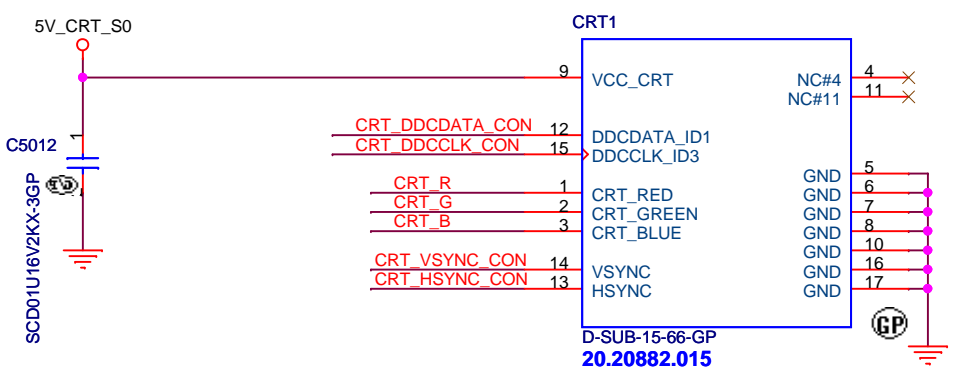 5V_CRT_S0
CRT1
9 VCC_CRT
NC#4 4
NC#11 11
C5012
1
SCD01U16V2KX-3GP
CRT_DDCDATA_CON 12 DDCDATA_ID1
CRT_DDCCLK_CON 15 DDCCLK_ID3
CRT_R 1 CRT_RED
CRT_G 2 CRT_GREEN
CRT_B 3 CRT_BLUE
CRT_VSYNC_CON 14 VSYNC
CRT_HSYNC_CON 13 HSYNC
GND 5
GND 6
GND 7
GND 8
GND 10
GND 16
GND 17
GP
D-SUB-15-66-GP
20.20882.015